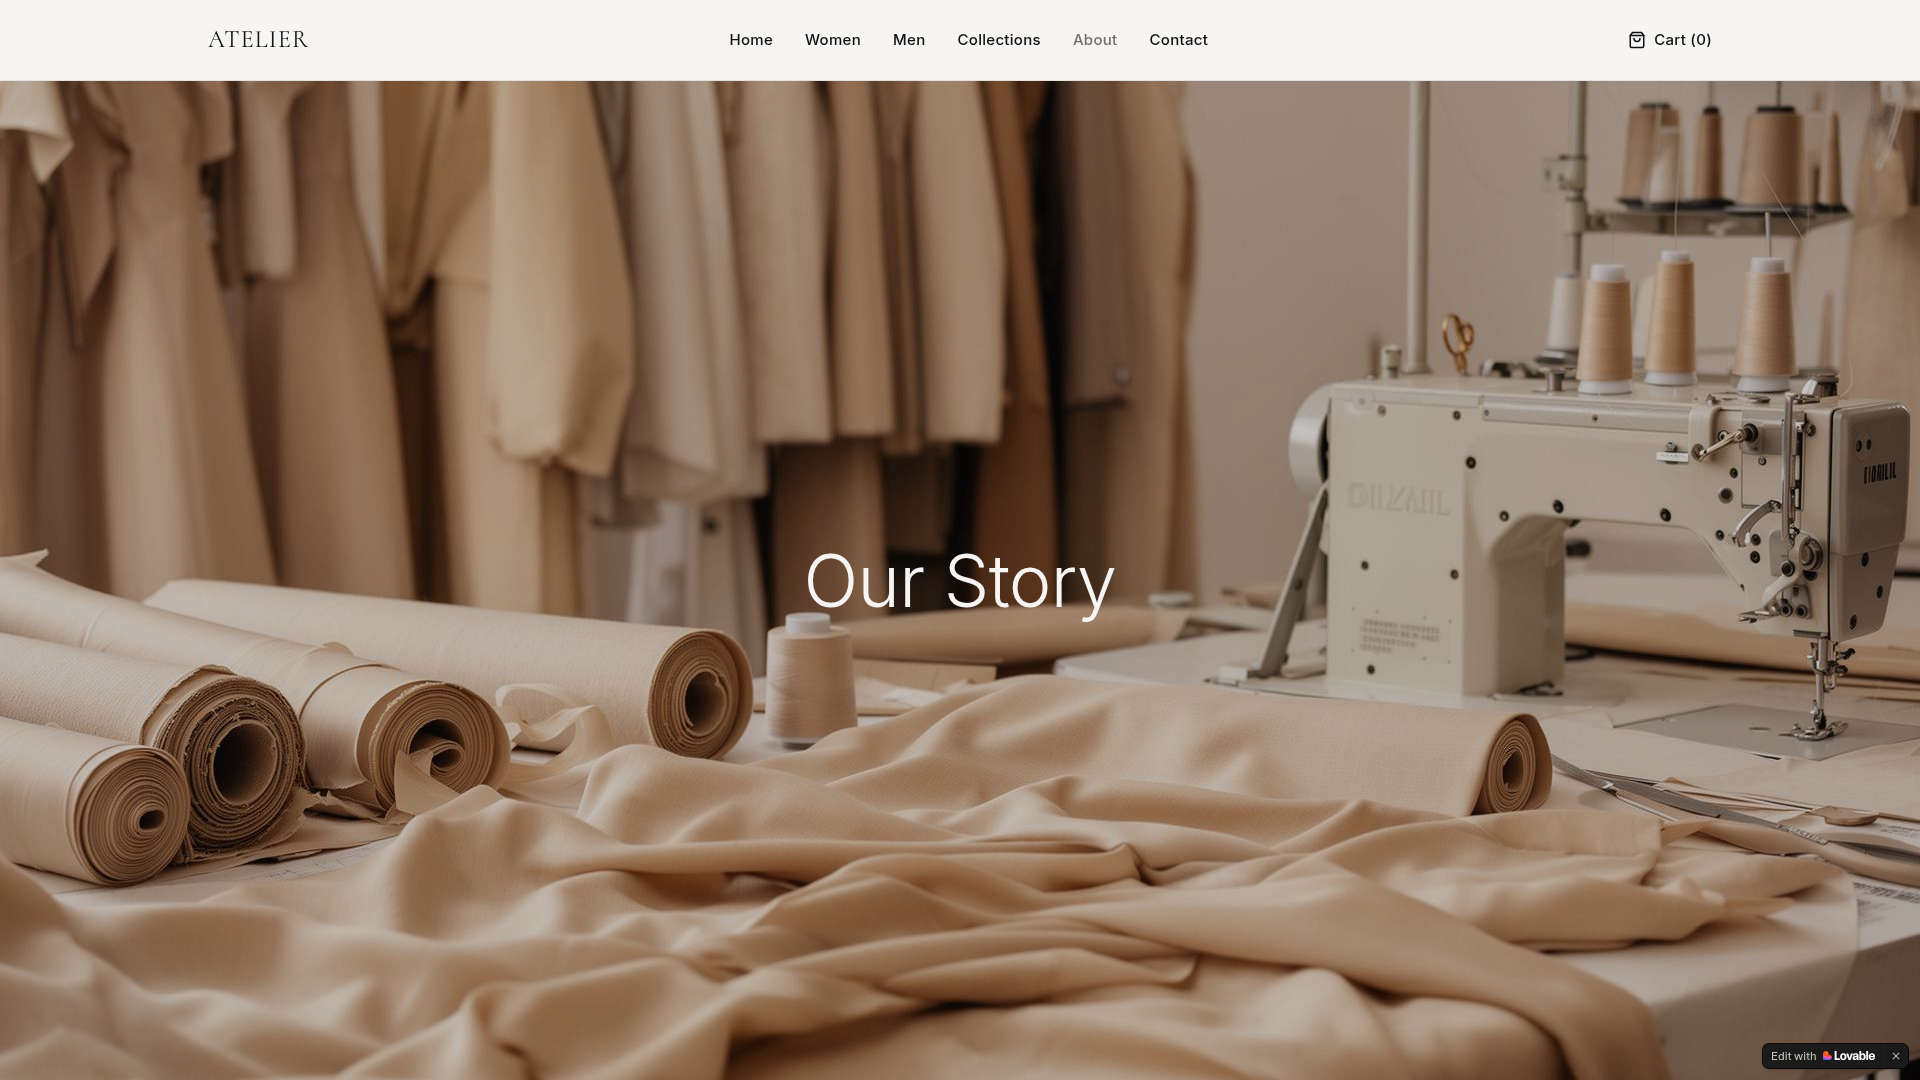 ATELIER
Home
Women
Men
Collections
About
Contact
Cart (0)
Our Story
Edit with Lovable